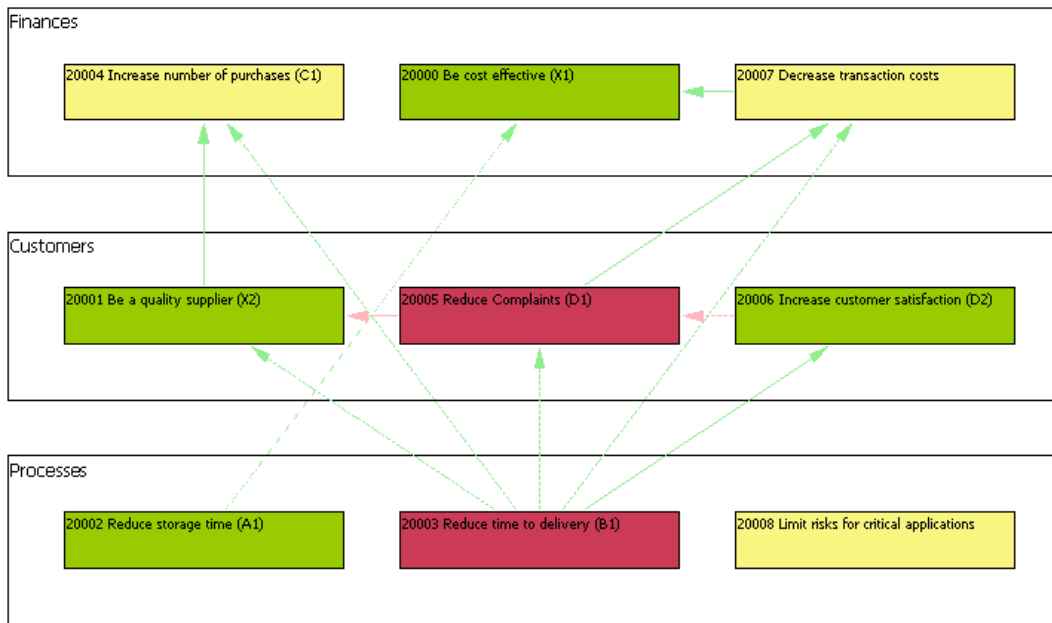 Finances
20004 Increase number of purchases (C1)
20000 Be cost effective (X1)
20007 Decrease transaction costs
Customers
20001 Be a quality supplier (X2)
20005 Reduce Complaints (D1)
20006 Increase customer satisfaction (D2)
Processes
20002 Reduce storage time (A1)
20003 Reduce time to delivery (B1)
20008 Limit risks for critical applications